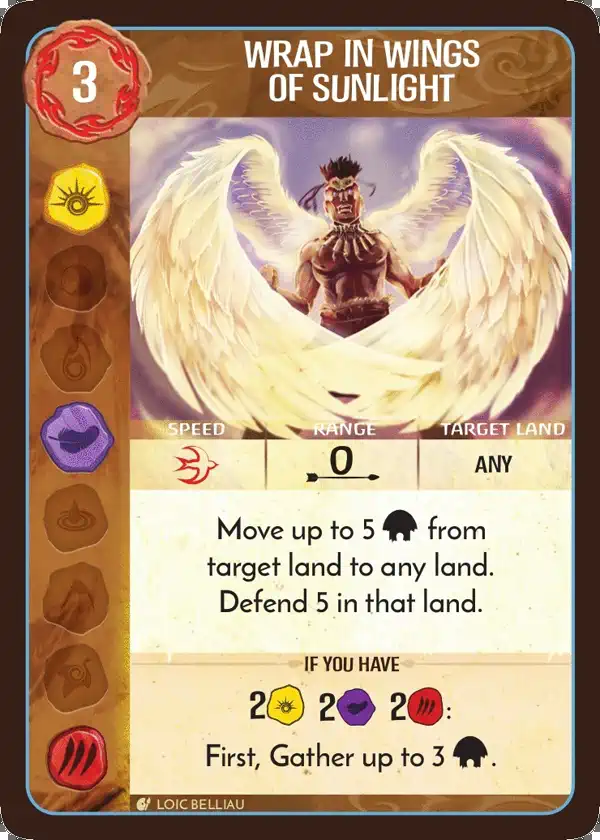 3
WRAP IN WINGS
OF SUNLIGHT
SPEED RANGE TARGET LAND
0 ANY
Move up to 5 from
target land to any land.
Defend 5 in that land.
IF YOU HAVE
2 2 2 :
First, Gather up to 3 .
LOIC BELLIAU